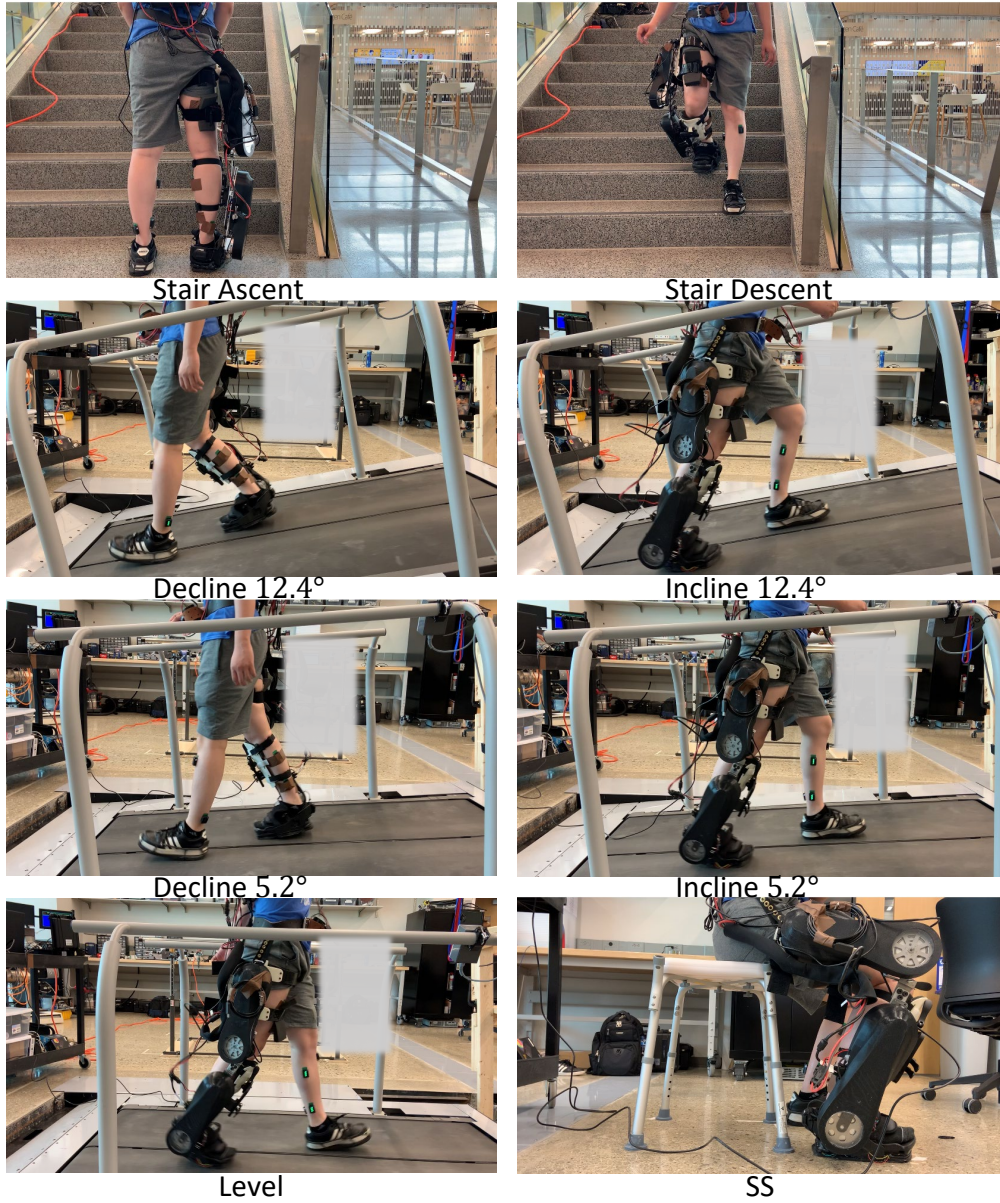 Stair Ascent
Stair Descent
Decline 12.4°
Incline 12.4°
Decline 5.2°
Incline 5.2°
Level
SS